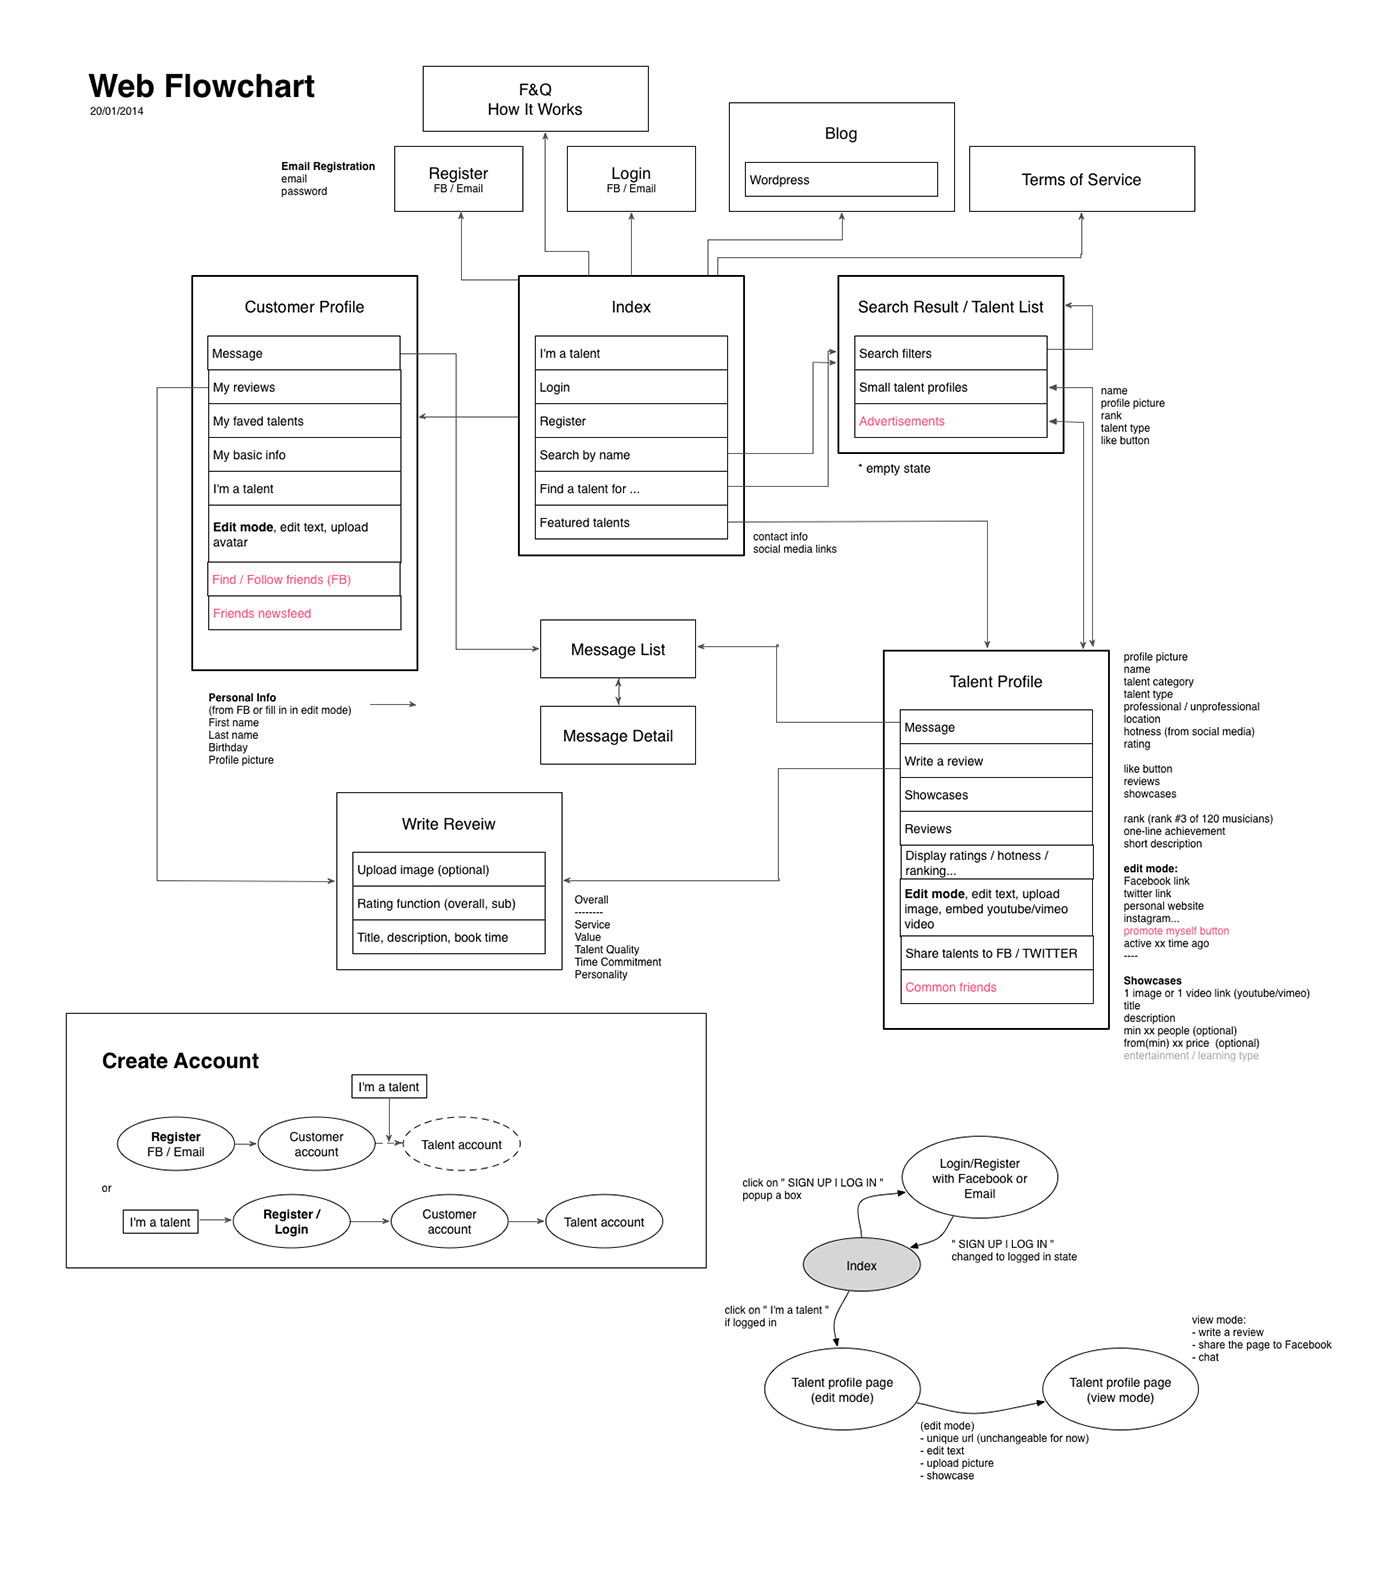 Web Flowchart
20/01/2014
F&Q
How It Works
Email Registration
email
password
Register
FB / Email
Login
FB / Email
Blog
Wordpress
Terms of Service
Customer Profile
Message
My reviews
My faved talents
My basic info
I'm a talent
Edit mode, edit text, upload
avatar
Find / Follow friends (FB)
Friends newsfeed
Index
I'm a talent
Login
Register
Search by name
Find a talent for ...
Featured talents
Search Result / Talent List
Search filters
Small talent profiles
Advertisements
* empty state
name
profile picture
rank
talent type
like button
contact info
social media links
Personal Info
(from FB or fill in in edit mode)
First name
Last name
Birthday
Profile picture
Message List
Message Detail
Talent Profile
Message
Write a review
Showcases
Reviews
Display ratings / hotness /
ranking...
Edit mode, edit text, upload
image, embed youtube/vimeo
video
Share talents to FB / TWITTER
Common friends
profile picture
name
talent category
talent type
professional / unprofessional
location
hotness (from social media)
rating
like button
reviews
showcases
rank (rank #3 of 120 musicians)
one-line achievement
short description
edit mode:
Facebook link
twitter link
personal website
instagram...
promote myself button
active xx time ago
----
Showcases
1 image or 1 video link (youtube/vimeo)
title
description
min xx people (optional)
from(min) xx price  (optional)
entertainment / learning type
Write Reveiw
Upload image (optional)
Rating function (overall, sub)
Title, description, book time
Overall
--------
Service
Value
Talent Quality
Time Commitment
Personality
Create Account
I'm a talent
Register
FB / Email
Customer
account
Talent account
or
I'm a talent
Register /
Login
Customer
account
Talent account
click on " SIGN UP I LOG IN "
popup a box
Login/Register
with Facebook or
Email
" SIGN UP I LOG IN "
changed to logged in state
Index
click on " I'm a talent "
if logged in
Talent profile page
(edit mode)
view mode:
- write a review
- share the page to Facebook
- chat
Talent profile page
(view mode)
(edit mode)
- unique url (unchangeable for now)
- edit text
- upload picture
- showcase